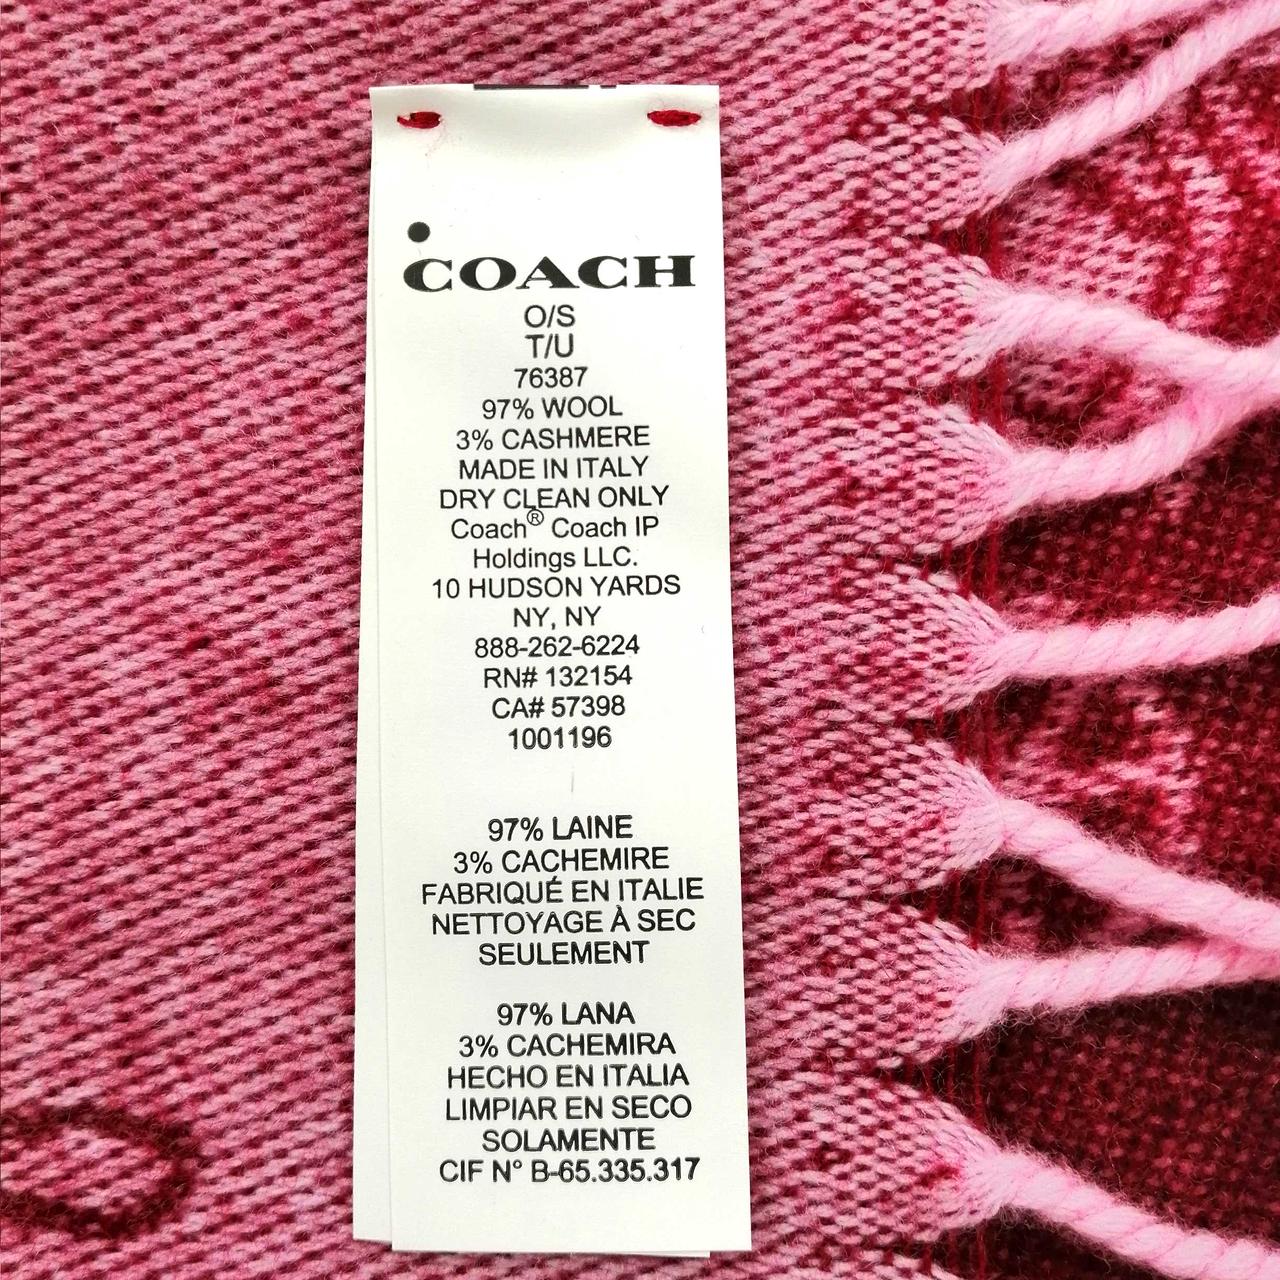 COACH
O/S
T/U
76387
97% WOOL
3% CASHMERE
MADE IN ITALY
DRY CLEAN ONLY
Coach® Coach IP
Holdings LLC.
10 HUDSON YARDS
NY, NY
888-262-6224
RN# 132154
CA# 57398
1001196
97% LAINE
3% CACHEMIRE
FABRIQUÉ EN ITALIE
NETTOYAGE À SEC
SEULEMENT
97% LANA
3% CACHEMIRA
HECHO EN ITALIA
LIMPIAR EN SECO
SOLAMENTE
CIF N° B-65.335.317